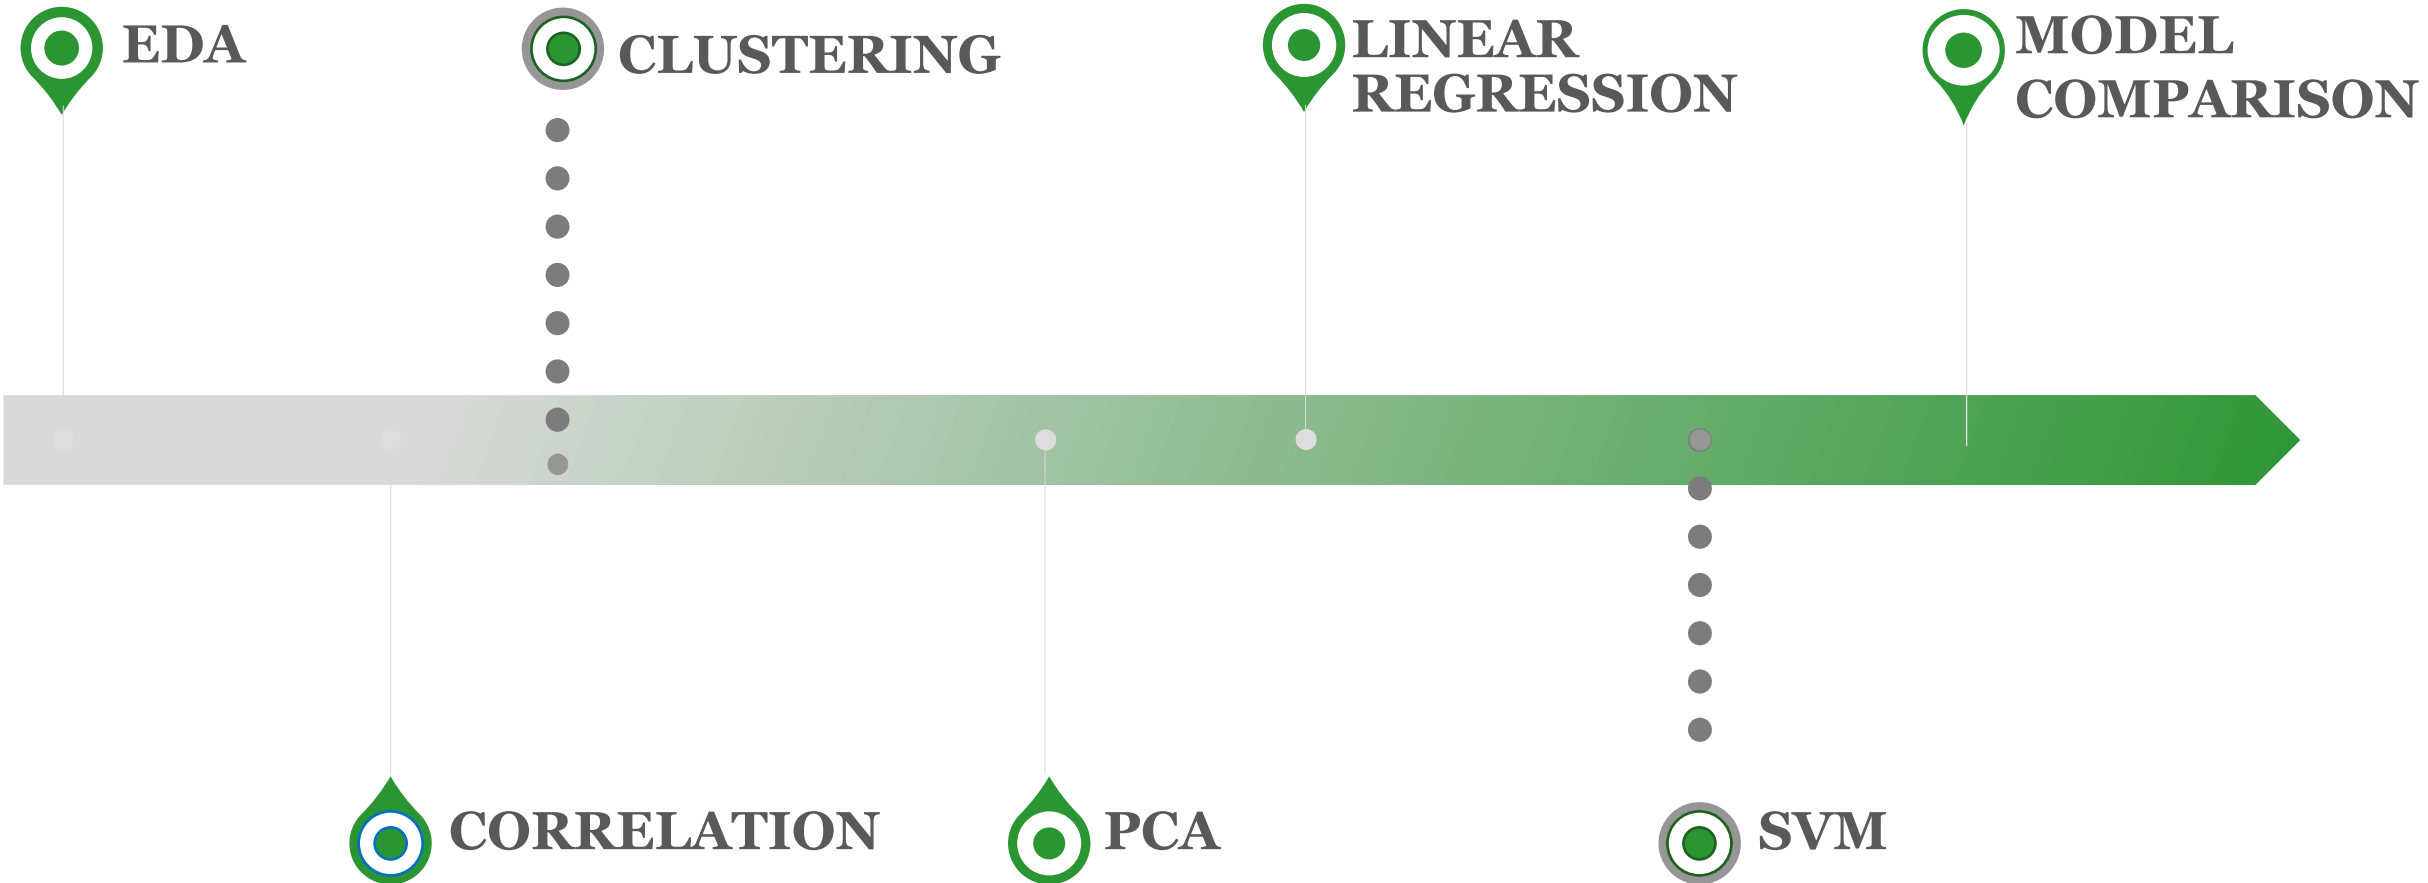 EDA
CLUSTERING
LINEAR
REGRESSION
MODEL
COMPARISON
CORRELATION
PCA
SVM